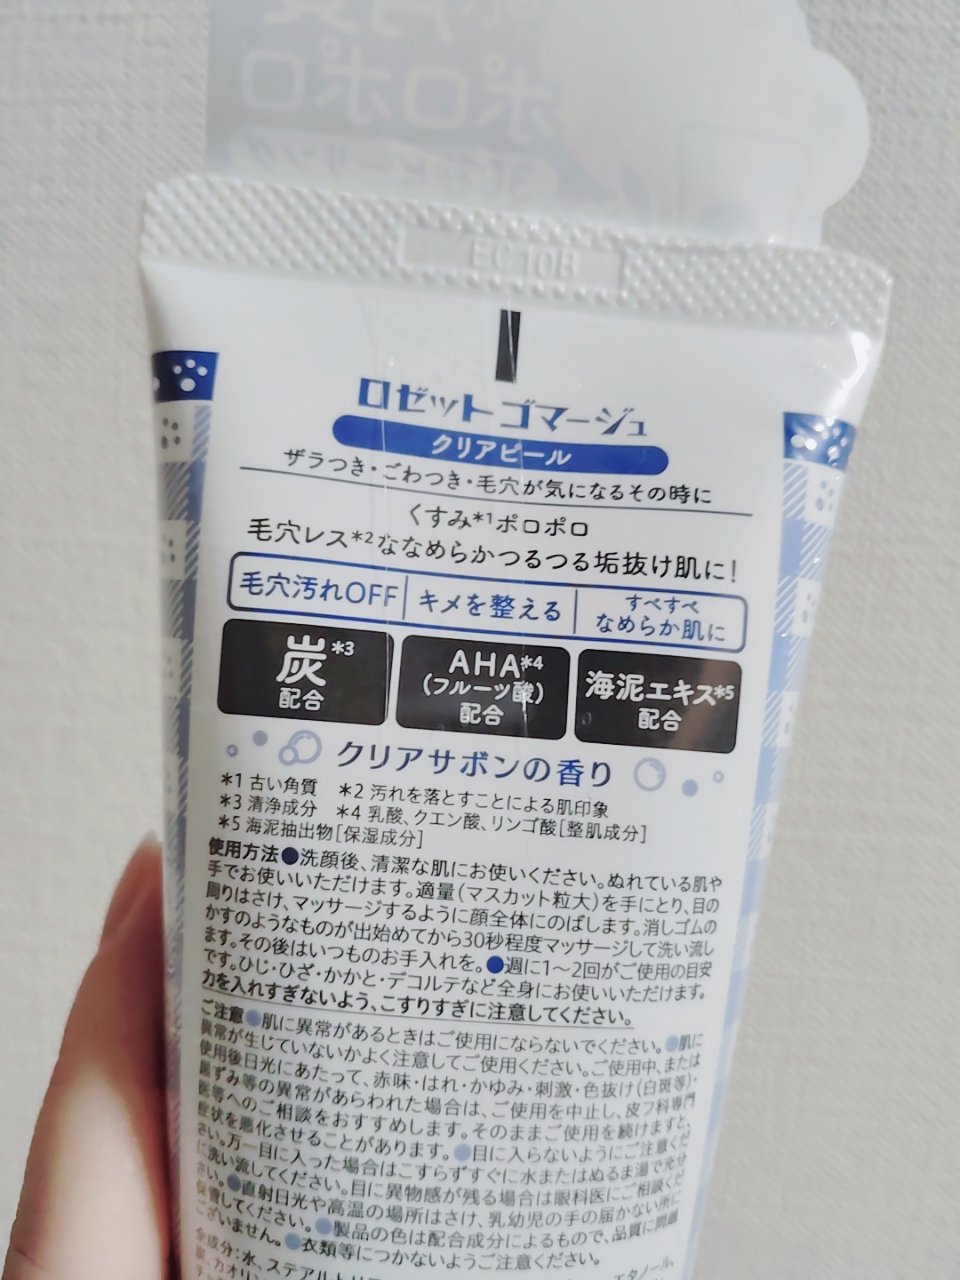 ポロポロ
EC 10B
ロゼット ゴマージュ
クリアピール
ザラつき・ごわつき・毛穴が気になるその時に
くすみ*1ポロポロ
毛穴レス*2ななめらかつるつる垢抜け肌に!
毛穴汚れOFF キメを整える すべすべ
なめらか肌に
炭*3
配合
AHA*4
(フルーツ酸)
配合
海泥エキス*5
配合
クリアサボンの香り
*1 古い角質 *2 汚れを落とすことによる肌印象
*3 清浄成分 *4 乳酸、クエン酸、リンゴ酸[整肌成分]
*5 海泥抽出物[保湿成分]
使用方法●洗顔後、清潔な肌にお使いください。ぬれている肌や
手でお使いいただけます。適量(マスカット粒大)を手にとり、目の
周りはさけ、マッサージするように顔全体にのばします。消しゴムの
かすのようなものが出始めてから30秒程度マッサージして洗い流し
ます。その後はいつものお手入れを。●週に1〜2回がご使用の目安
です。ひじ・ひざ・かかと・デコルテなど全身にお使いいただけます。
力を入れすぎないよう、こすりすぎに注意してください。
ご注意●肌に異常があるときはご使用にならないでください。●肌に
異常が生じていないかよく注意してご使用ください。ご使用中、または
使用後日光にあたって、赤味・はれ・かゆみ・刺激・色抜け(白斑等)・
黒ずみ等の異常があらわれた場合は、ご使用を中止し、皮フ科専門
医等へのご相談をおすすめします。そのままご使用を続けますと、
症状を悪化させることがあります。●目に入らないようにご注意くだ
さい。万一目に入った場合はこすらずすぐに水またはぬるま湯で充分
に洗い流してください。目に異物感が残る場合は眼科医にご相談くだ
さい。●直射日光や高温の場所はさけ、乳幼児の手の届かない所に
保管してください。●製品の色は配合成分によるもので、品質に問題
ございません。●衣類等につかないようご注意ください。
全成分:水、ステアルトリ エタノール、
炭、カオリン